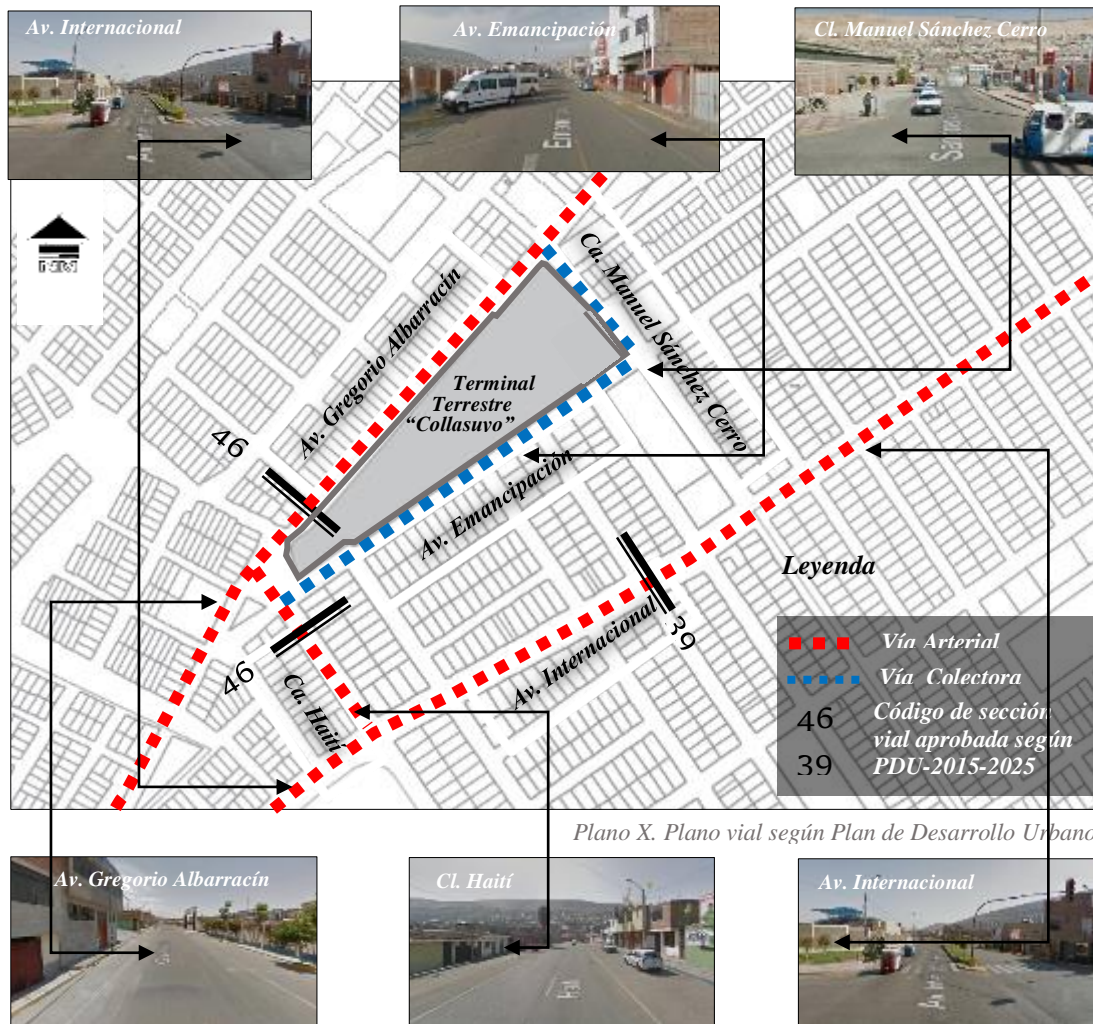 Av. Internacional
Av. Emancipación
Cl. Manuel Sánchez Cerro
Ca. Manuel Sánchez Cerro
Av. Gregorio Albarracín
Terminal
Terrestre
“Collasuyo”
46
Av. Emancipación
39
46
Av. Internacional
Ca. Haití
Leyenda
Vía Arterial
Vía Colectora
46
39
Código de sección
vial aprobada según
PDU-2015-2025
Plano X. Plano vial según Plan de Desarrollo Urbano
Av. Gregorio Albarracín
Cl. Haití
Av. Internacional